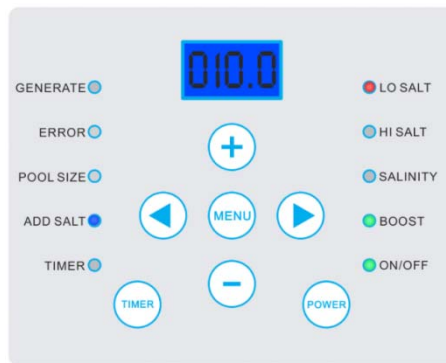 010.0
GENERATE
ERROR
POOL SIZE
ADD SALT
TIMER
LO SALT
HI SALT
SALINITY
BOOST
ON/OFF
+
MENU
−
TIMER
POWER